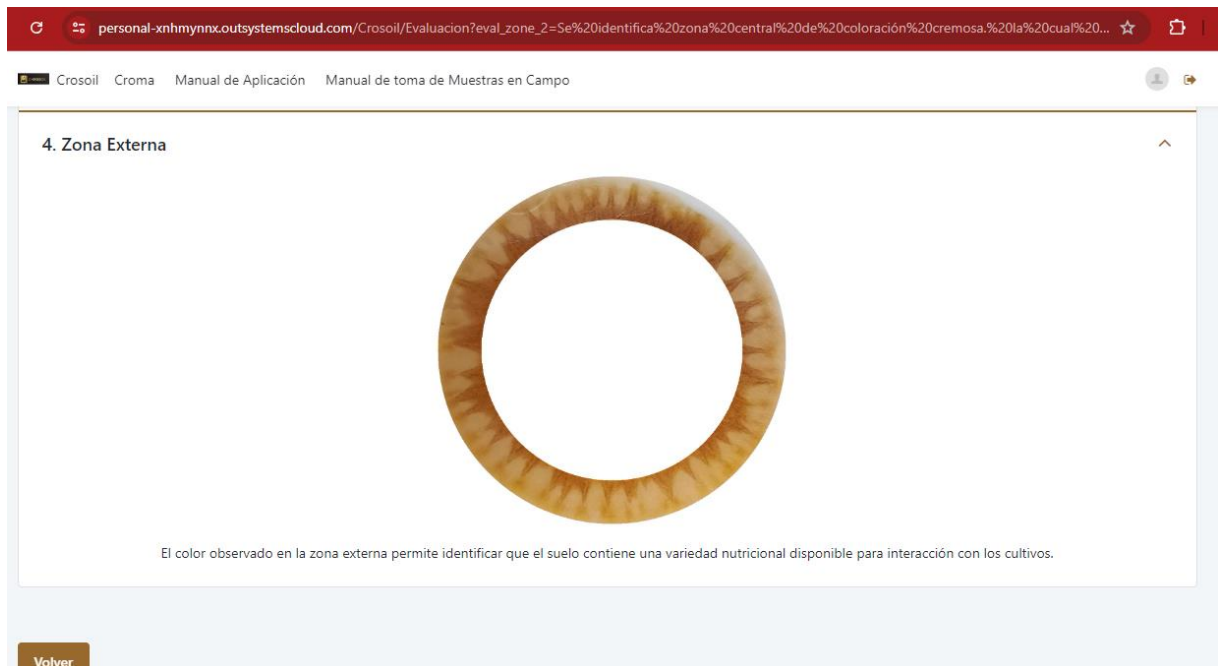 personal-xnhmynnx.outsystemscloud.com/Crosoil/Evaluacion?eval_zone_2=Se%20identifica%20zona%20central%20de%20coloración%20cremosa.%20la%20cual%20...
Crosoil Croma Manual de Aplicación Manual de toma de Muestras en Campo
4. Zona Externa
El color observado en la zona externa permite identificar que el suelo contiene una variedad nutricional disponible para interacción con los cultivos.
Volver